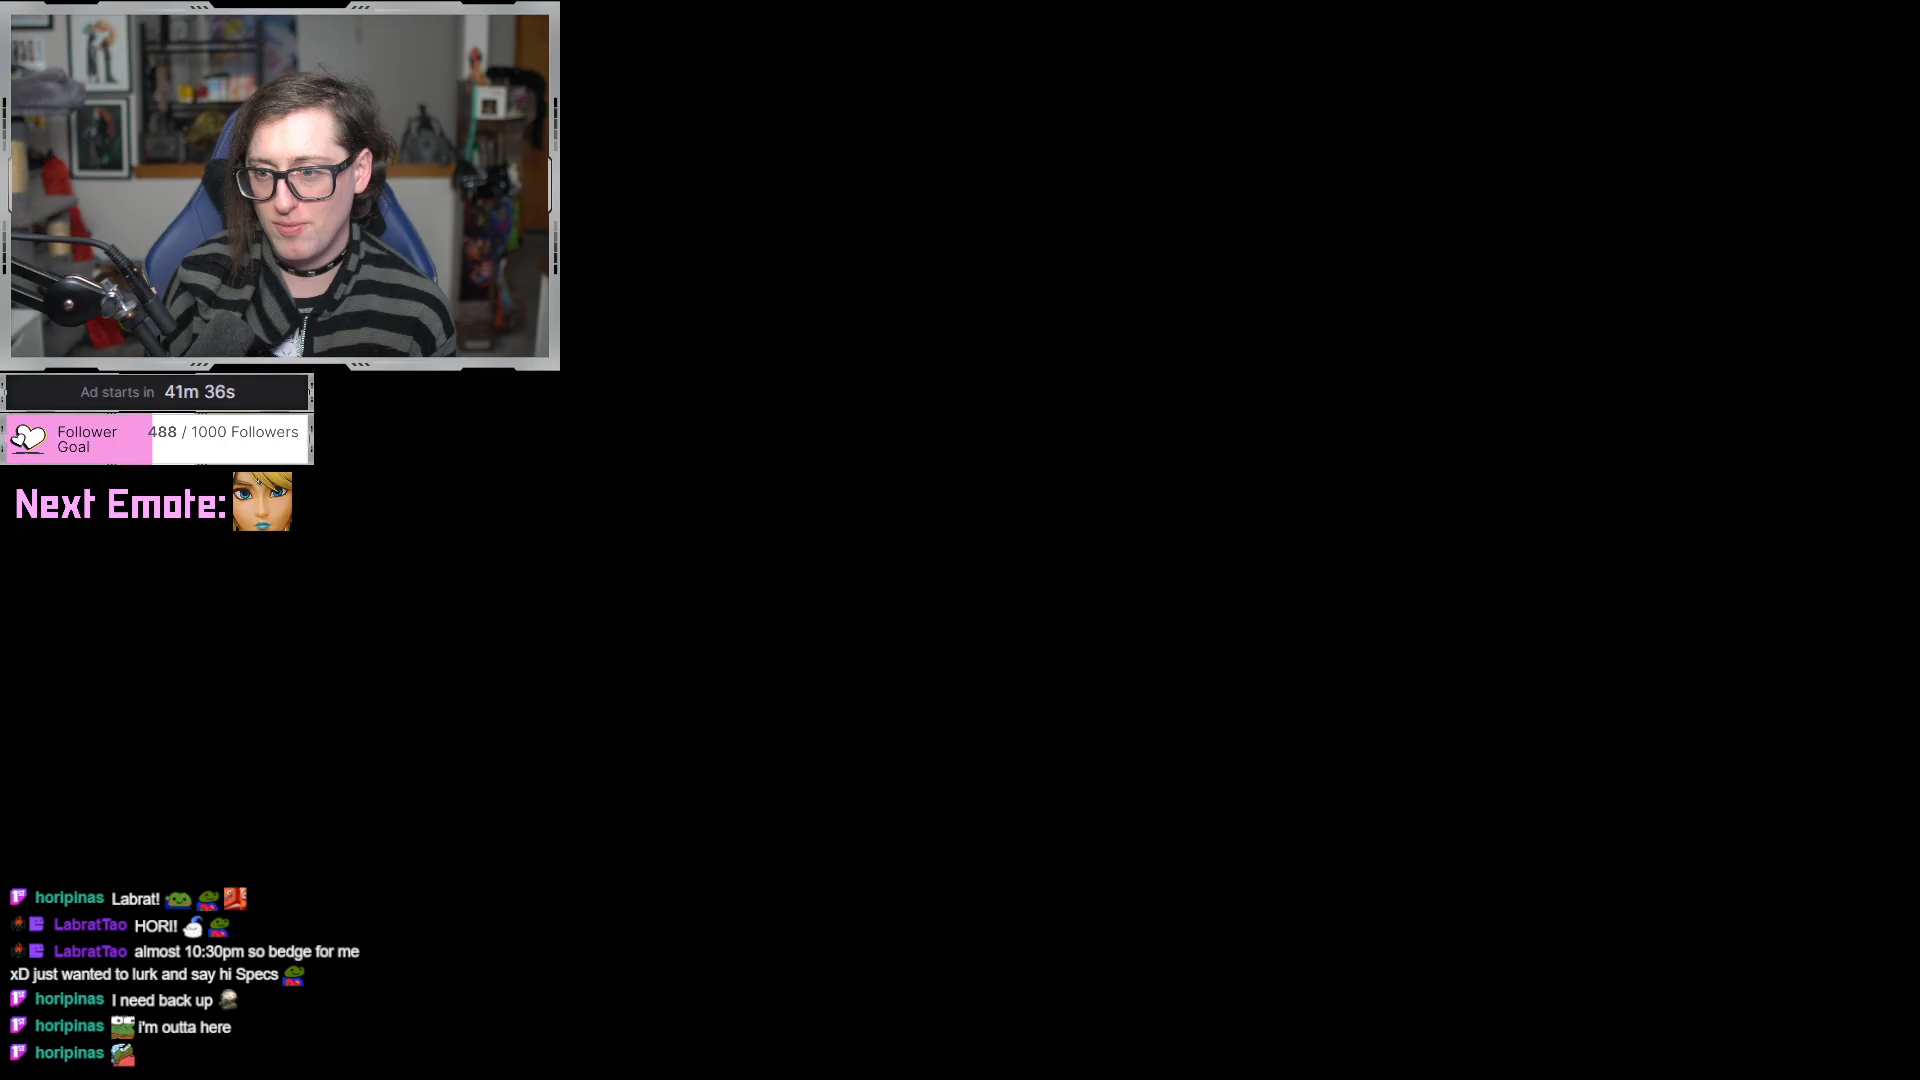 Ad starts in 41m 36s
Follower Goal 488 / 1000 Followers
Next Emote:
horipinas Labrat!
LabratTao HORI!
LabratTao almost 10:30pm so bedge for me
xD just wanted to lurk and say hi Specs
horipinas I need back up
horipinas i'm outta here
horipinas